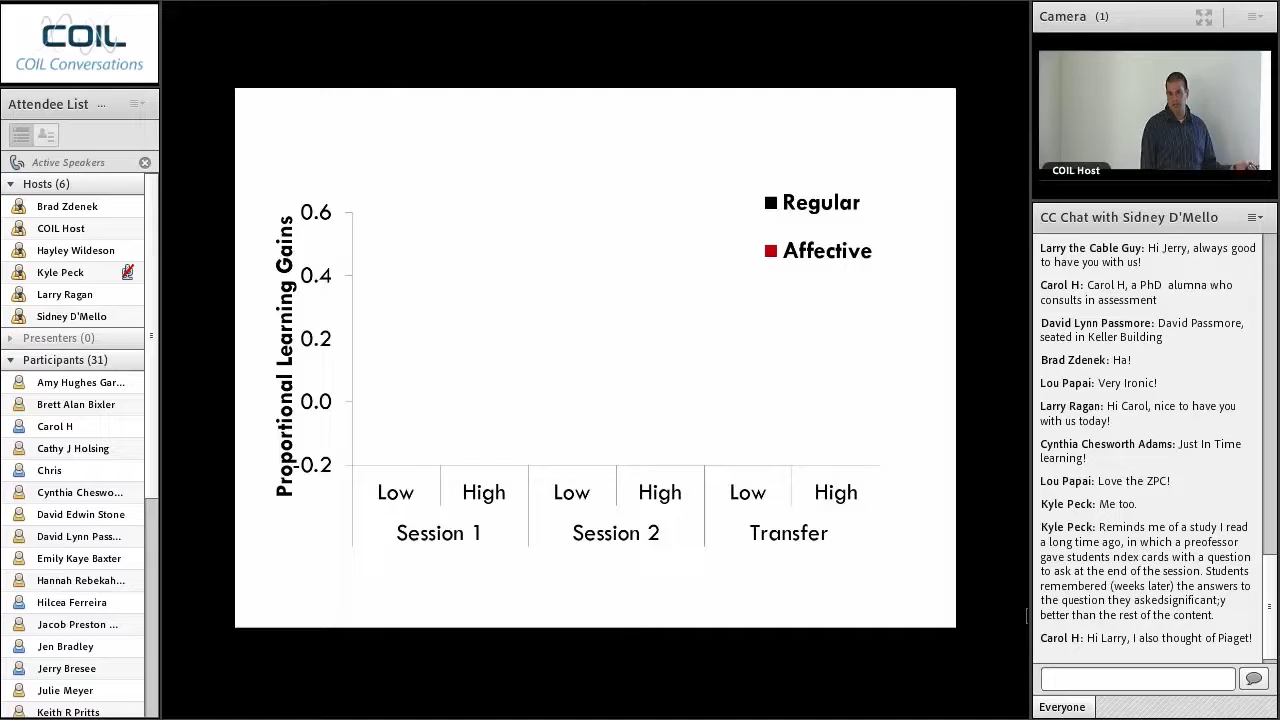 COIL
COIL Conversations
Attendee List ...
Active Speakers
Hosts (6)
Brad Zdenek
COIL Host
Hayley Wildeson
Kyle Peck
Larry Ragan
Sidney D'Mello
Presenters (0)
Participants (31)
Amy Hughes Gar...
Brett Alan Bixler
Carol H
Cathy J Holsing
Chris
Cynthia Cheswo...
David Edwin Stone
David Lynn Pass...
Emily Kaye Baxter
Hannah Rebekah...
Hilcea Ferreira
Jacob Preston ...
Jen Bradley
Jerry Bresee
Julie Meyer
Keith R Pritts
Proportional Learning Gains
0.6
0.4
0.2
0.0
-0.2
Regular
Affective
Low High Low High Low High
Session 1 Session 2 Transfer
Camera (1)
COIL Host
CC Chat with Sidney D'Mello
Larry the Cable Guy: Hi Jerry, always good
to have you with us!
Carol H: Carol H, a PhD alumna who
consults in assessment
David Lynn Passmore: David Passmore,
seated in Keller Building
Brad Zdenek: Ha!
Lou Papai: Very Ironic!
Larry Ragan: Hi Carol, nice to have you
with us today!
Cynthia Chesworth Adams: Just In Time
learning!
Lou Papai: Love the ZPC!
Kyle Peck: Me too.
Kyle Peck: Reminds me of a study I read
a long time ago, in which a preofessor
gave students ndex cards with a question
to ask at the end of the session. Students
remembered (weeks later) the answers to
the question they askedsignificant;y
better than the rest of the content.
Carol H: Hi Larry, I also thought of Piaget!
Everyone